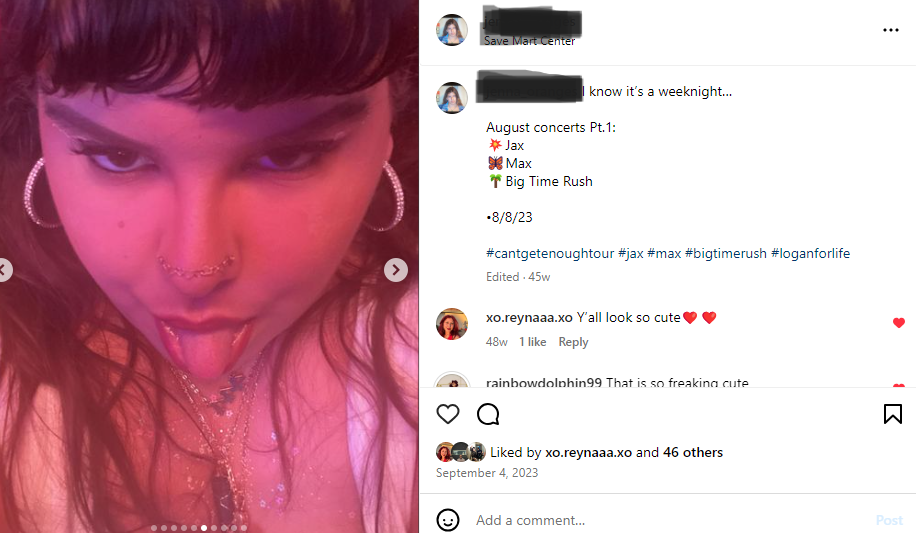 Save Mart Center
I know it's a weeknight...
August concerts Pt.1:
💥 Jax
🦋 Max
🌴 Big Time Rush
•8/8/23
#cantgetenoughtour #jax #max #bigtimerush #loganforlife
Edited · 45w
xo.reynaaa.xo Y'all look so cute❤️ ❤️
48w 1 like Reply
rainbowdolphin99 That is so freaking cute
Liked by xo.reynaaa.xo and 46 others
September 4, 2023
Add a comment...
Post